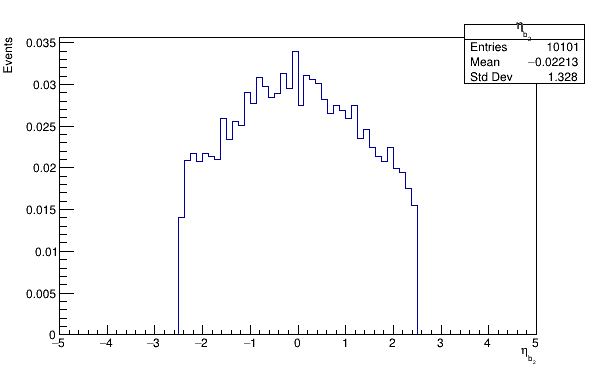 η_b₂
Entries 10101
Mean −0.02213
Std Dev 1.328
Events
0.035
0.03
0.025
0.02
0.015
0.01
0.005
0
−5 −4 −3 −2 −1 0 1 2 3 4 5
η_b₂